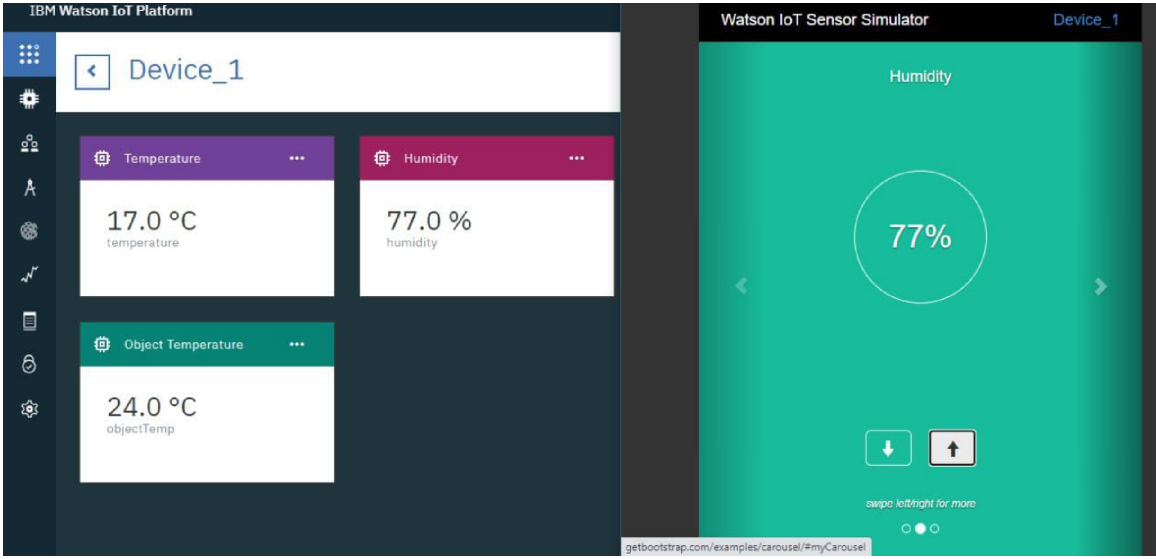 IBM Watson IoT Platform
Device_1
Temperature
17.0 °C
temperature
Humidity
77.0 %
humidity
Object Temperature
24.0 °C
objectTemp
Watson IoT Sensor Simulator
Device_1
Humidity
77%
swipe left/right for more
getbootstrap.com/examples/carousel/#myCarousel